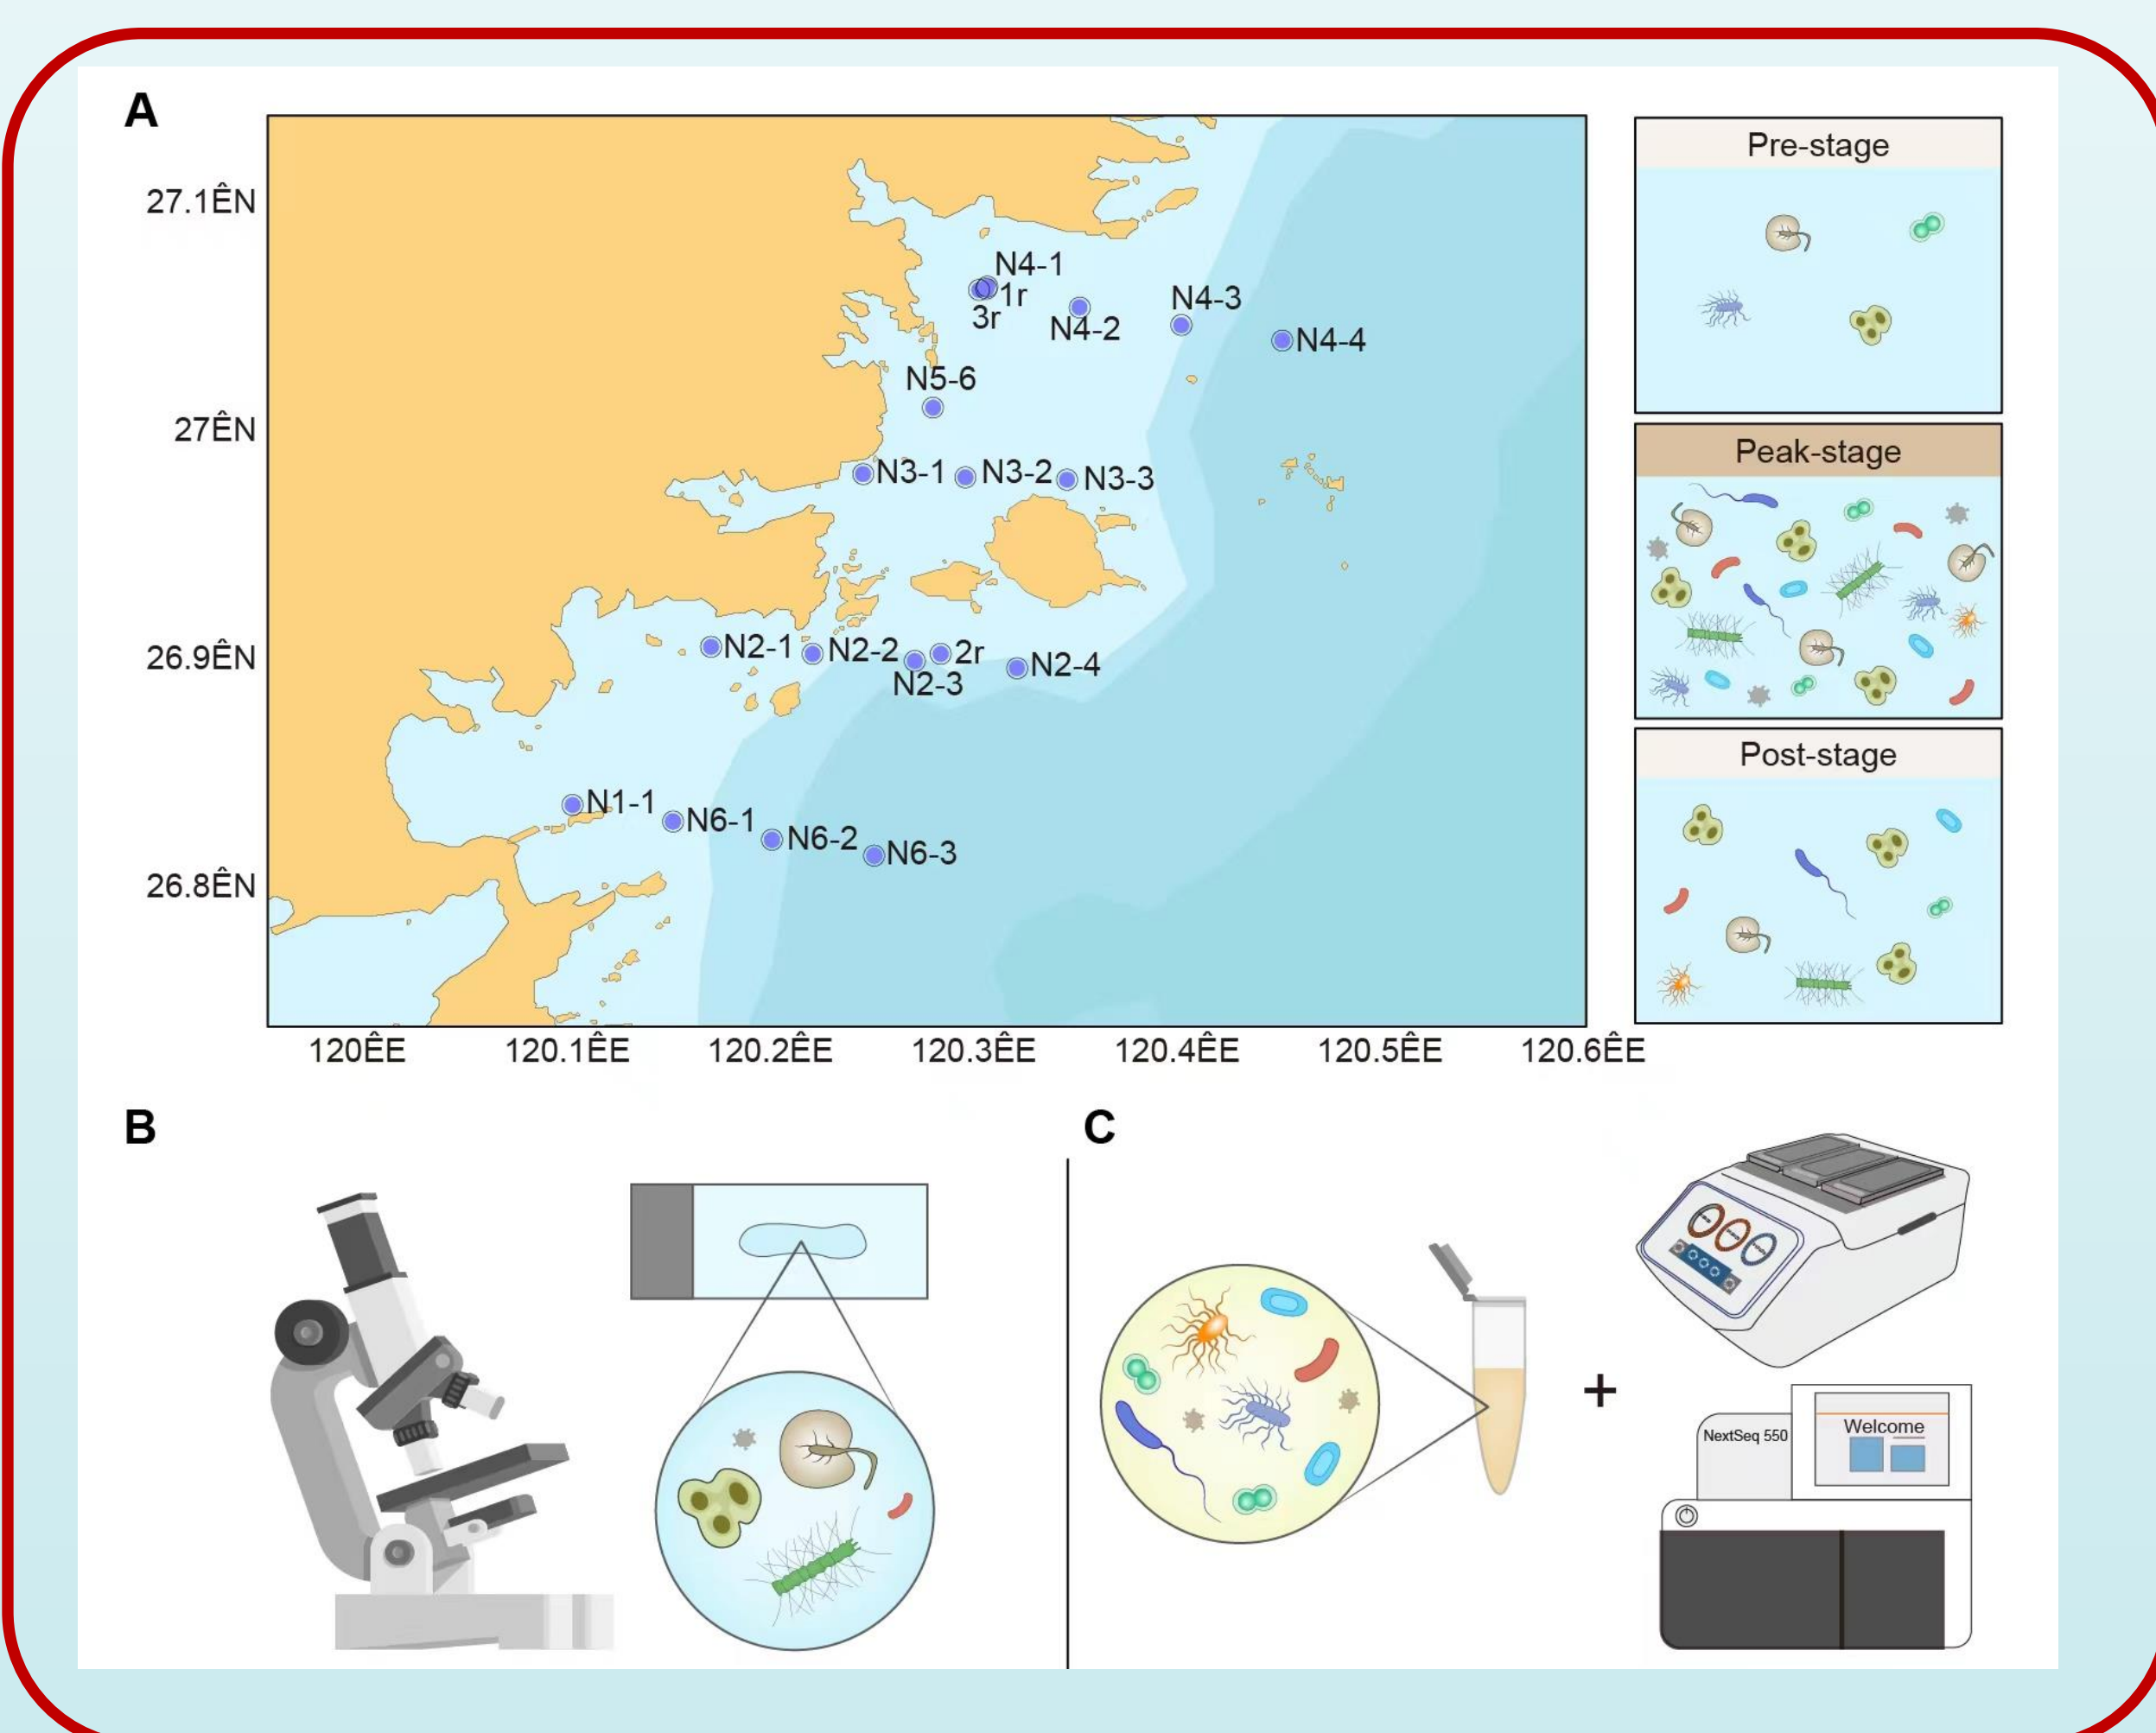 A
Pre-stage
27.1ÊN
N4-1
1r
3r
N4-2
N4-3
N4-4
N5-6
27ÊN
Peak-stage
N3-1
N3-2
N3-3
26.9ÊN
N2-1
N2-2
2r
N2-3
N2-4
Post-stage
N1-1
N6-1
N6-2
N6-3
26.8ÊN
120ÊE
120.1ÊE
120.2ÊE
120.3ÊE
120.4ÊE
120.5ÊE
120.6ÊE
B
C
+
NextSeq 550
Welcome